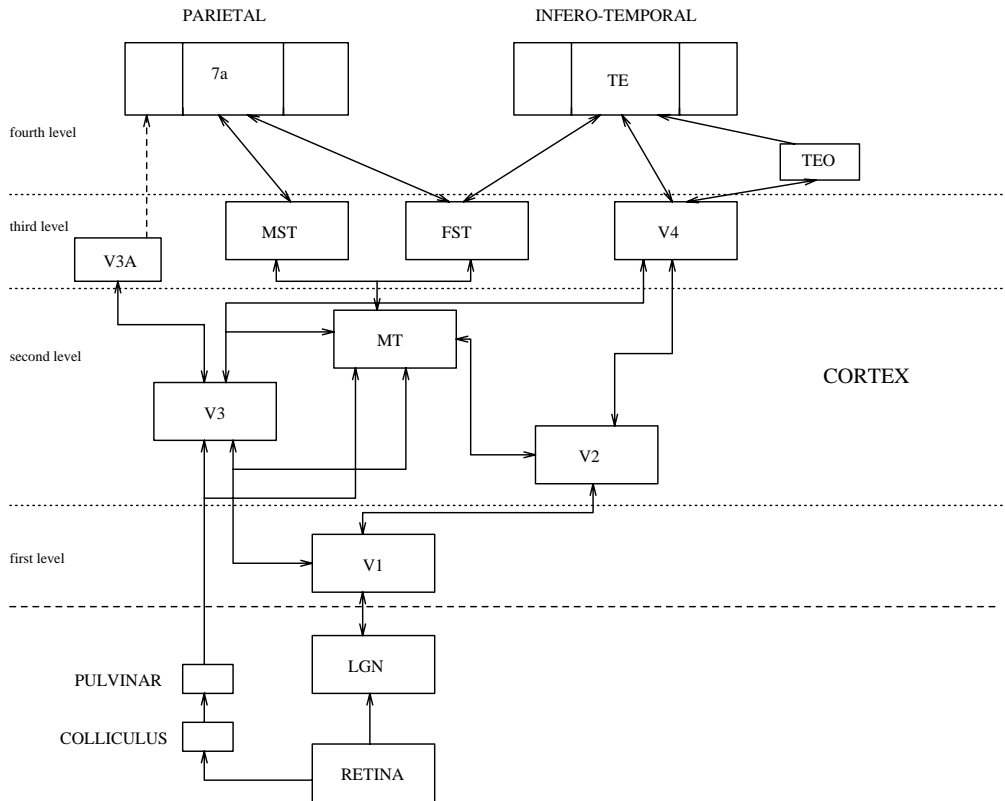 PARIETAL
INFERO-TEMPORAL
7a
TE
fourth level
TEO
third level
MST
FST
V4
V3A
MT
second level
CORTEX
V3
V2
first level
V1
LGN
PULVINAR
COLLICULUS
RETINA